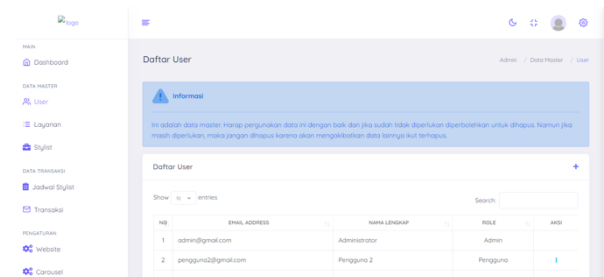 logo
MAIN
Dashboard
DATA MASTER
User
Layanan
Stylist
DATA TRANSAKSI
Jadwal Stylist
Transaksi
PENGATURAN
Website
Carousel
Daftar User
Admin / Data Master / User
Informasi
Ini adalah data master. Harap pergunakan data ini dengan baik dan jika sudah tidak diperlukan diperbolehkan untuk dihapus. Namun jika
masih diperlukan, maka jangan dihapus karena akan mengakibatkan data lainnya ikut terhapus.
Daftar User
Show 10 entries
Search:
NO EMAIL ADDRESS NAMA LENGKAP ROLE AKSI
1 admin@gmail.com Administrator Admin
2 pengguna2@gmail.com Pengguna 2 Pengguna